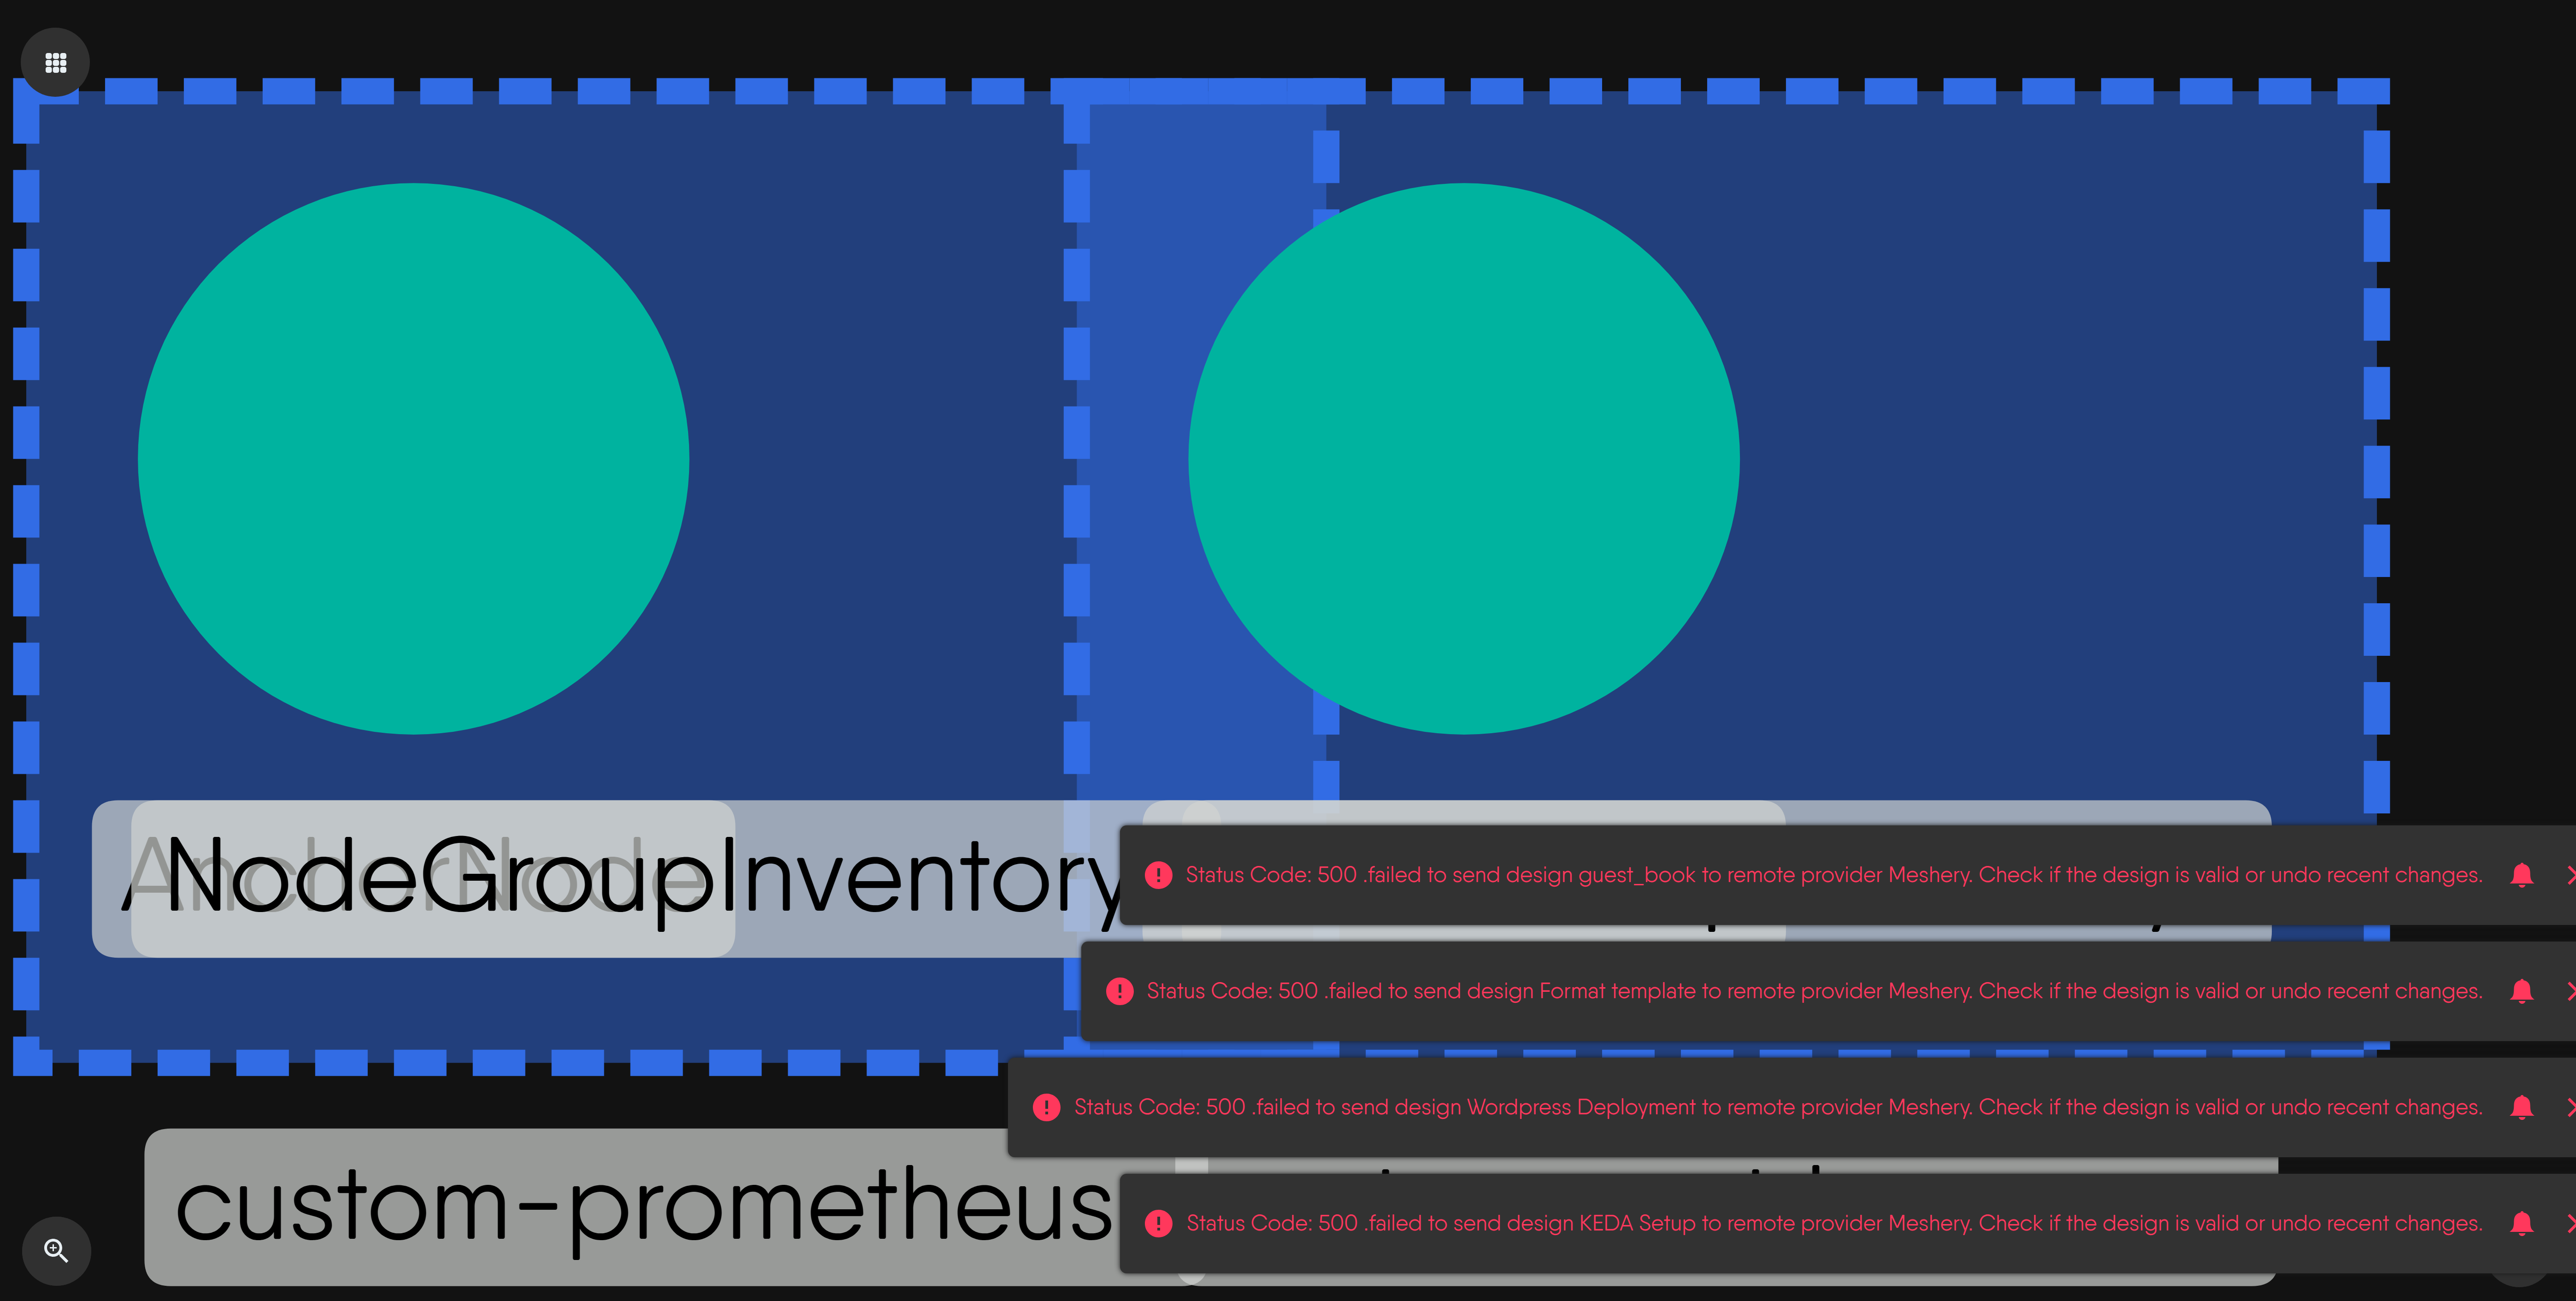 AnchorNode
NodeGroupInventory
Status Code: 500 .failed to send design guest_book to remote provider Meshery. Check if the design is valid or undo recent changes.
Status Code: 500 .failed to send design Format template to remote provider Meshery. Check if the design is valid or undo recent changes.
Status Code: 500 .failed to send design Wordpress Deployment to remote provider Meshery. Check if the design is valid or undo recent changes.
custom-prometheus
Status Code: 500 .failed to send design KEDA Setup to remote provider Meshery. Check if the design is valid or undo recent changes.